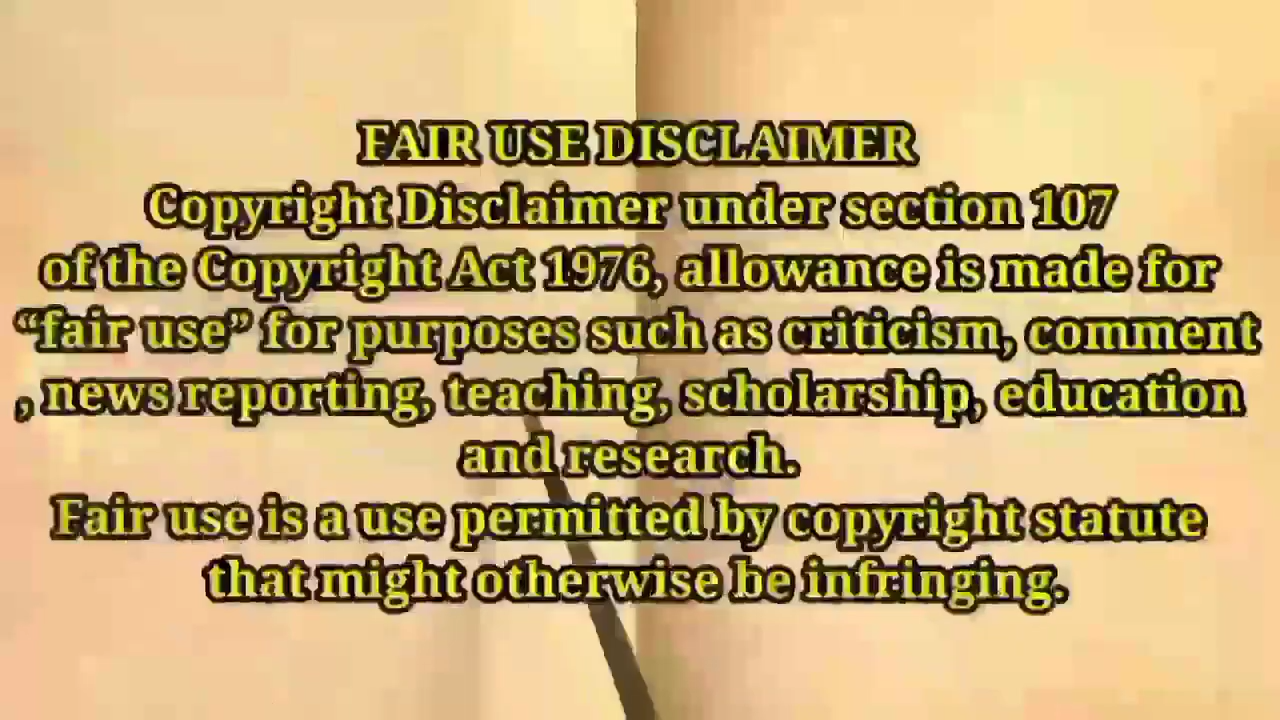 FAIR USE DISCLAIMER
Copyright Disclaimer under section 107
of the Copyright Act 1976, allowance is made for
“fair use” for purposes such as criticism, comment
, news reporting, teaching, scholarship, education
and research.
Fair use is a use permitted by copyright statute
that might otherwise be infringing.